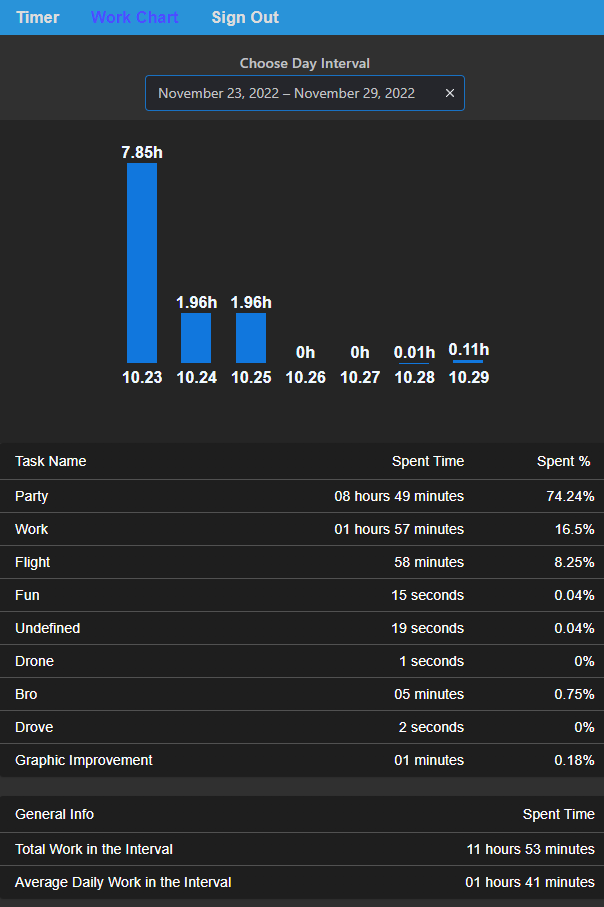 Timer Work Chart Sign Out
Choose Day Interval
November 23, 2022 – November 29, 2022 ×
7.85h
1.96h 1.96h
0h 0h 0.01h 0.11h
10.23 10.24 10.25 10.26 10.27 10.28 10.29
Task Name Spent Time Spent %
Party 08 hours 49 minutes 74.24%
Work 01 hours 57 minutes 16.5%
Flight 58 minutes 8.25%
Fun 15 seconds 0.04%
Undefined 19 seconds 0.04%
Drone 1 seconds 0%
Bro 05 minutes 0.75%
Drove 2 seconds 0%
Graphic Improvement 01 minutes 0.18%
General Info Spent Time
Total Work in the Interval 11 hours 53 minutes
Average Daily Work in the Interval 01 hours 41 minutes